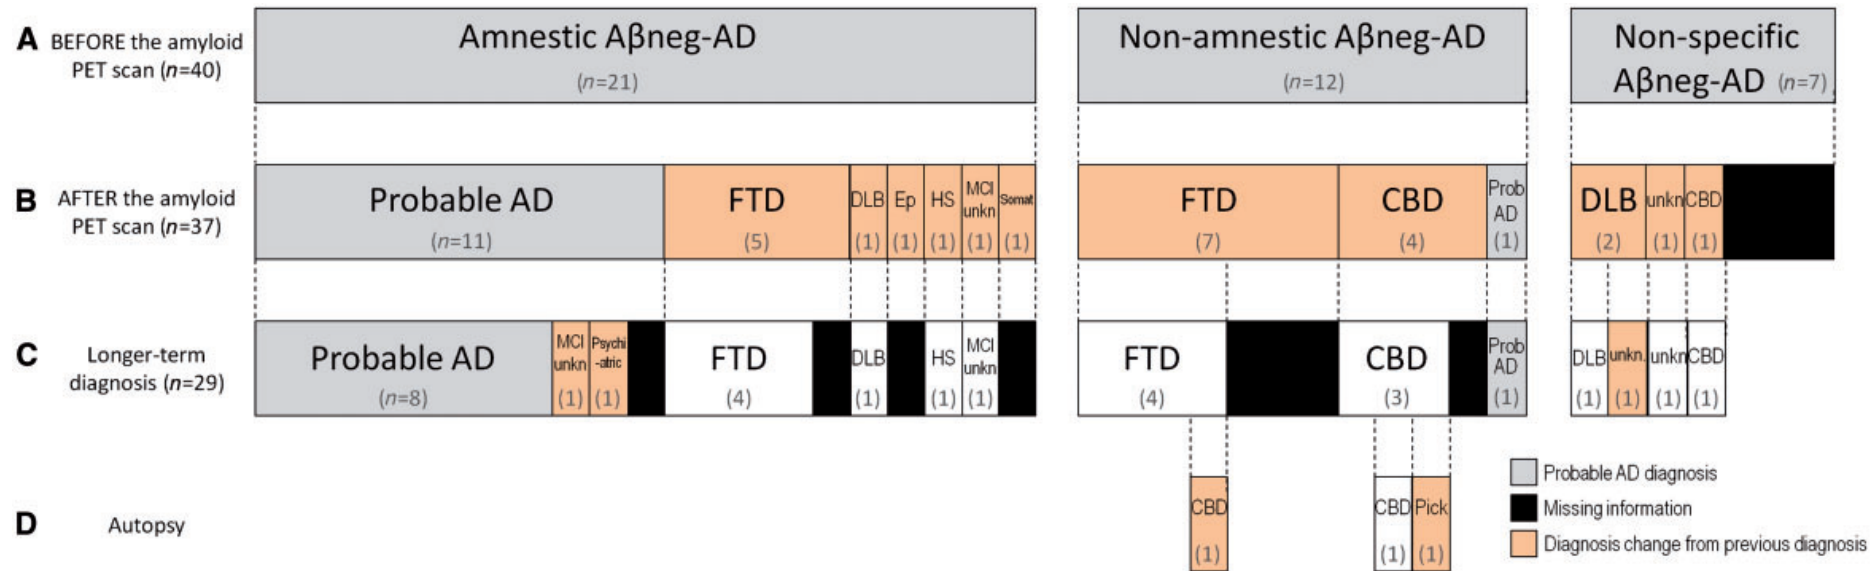 A BEFORE the amyloid
PET scan (n=40)
Amnestic Aβneg-AD
(n=21)
Non-amnestic Aβneg-AD
(n=12)
Non-specific
Aβneg-AD (n=7)
B AFTER the amyloid
PET scan (n=37)
Probable AD
(n=11)
FTD
(5)
DLB
(1)
Ep
(1)
HS
(1)
MCI
unkn
(1)
Somat
(1)
FTD
(7)
CBD
(4)
Prob
AD
(1)
DLB
(2)
unkn
(1)
CBD
(1)
C Longer-term
diagnosis (n=29)
Probable AD
(n=8)
MCI
unkn
(1)
Psychi
-atric
(1)
FTD
(4)
DLB
(1)
HS
(1)
MCI
unkn
(1)
FTD
(4)
CBD
(3)
Prob
AD
(1)
DLB
(1)
unkn.
(1)
unkn
(1)
CBD
(1)
D Autopsy
CBD
(1)
CBD
(1)
Pick
(1)
Probable AD diagnosis
Missing information
Diagnosis change from previous diagnosis